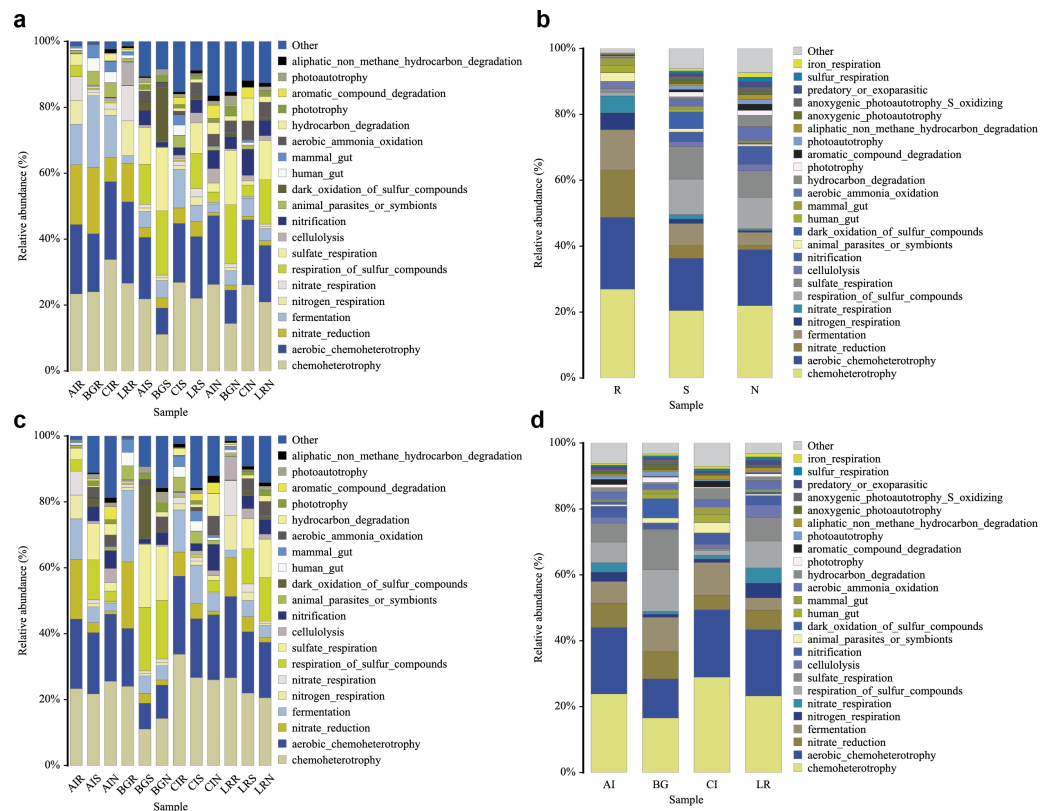 a
100%
80%
60%
40%
20%
0%
Relative abundance (%)
AIR
BGR
CIR
LRR
AIS
BGS
CIS
LRS
AIN
BGN
CIN
LRN
Sample
Other
aliphatic_non_methane_hydrocarbon_degradation
photoautotrophy
aromatic_compound_degradation
phototrophy
hydrocarbon_degradation
aerobic_ammonia_oxidation
mammal_gut
human_gut
dark_oxidation_of_sulfur_compounds
animal_parasites_or_symbionts
nitrification
cellulolysis
sulfate_respiration
respiration_of_sulfur_compounds
nitrate_respiration
nitrogen_respiration
fermentation
nitrate_reduction
aerobic_chemoheterotrophy
chemoheterotrophy
b
100%
80%
60%
40%
20%
0%
Relative abundance (%)
R
S
N
Sample
Other
iron_respiration
sulfur_respiration
predatory_or_exoparasitic
anoxygenic_photoautotrophy_S_oxidizing
anoxygenic_photoautotrophy
aliphatic_non_methane_hydrocarbon_degradation
photoautotrophy
aromatic_compound_degradation
phototrophy
hydrocarbon_degradation
aerobic_ammonia_oxidation
mammal_gut
human_gut
dark_oxidation_of_sulfur_compounds
animal_parasites_or_symbionts
nitrification
cellulolysis
sulfate_respiration
respiration_of_sulfur_compounds
nitrate_respiration
nitrogen_respiration
fermentation
nitrate_reduction
aerobic_chemoheterotrophy
chemoheterotrophy
c
100%
80%
60%
40%
20%
0%
Relative abundance (%)
AIR
AIS
AIN
BGR
BGS
BGN
CIR
CIS
CIN
LRR
LRS
LRN
Sample
Other
aliphatic_non_methane_hydrocarbon_degradation
photoautotrophy
aromatic_compound_degradation
phototrophy
hydrocarbon_degradation
aerobic_ammonia_oxidation
mammal_gut
human_gut
dark_oxidation_of_sulfur_compounds
animal_parasites_or_symbionts
nitrification
cellulolysis
sulfate_respiration
respiration_of_sulfur_compounds
nitrate_respiration
nitrogen_respiration
fermentation
nitrate_reduction
aerobic_chemoheterotrophy
chemoheterotrophy
d
100%
80%
60%
40%
20%
0%
Relative abundance (%)
AI
BG
CI
LR
Sample
Other
iron_respiration
sulfur_respiration
predatory_or_exoparasitic
anoxygenic_photoautotrophy_S_oxidizing
anoxygenic_photoautotrophy
aliphatic_non_methane_hydrocarbon_degradation
photoautotrophy
aromatic_compound_degradation
phototrophy
hydrocarbon_degradation
aerobic_ammonia_oxidation
mammal_gut
human_gut
dark_oxidation_of_sulfur_compounds
animal_parasites_or_symbionts
nitrification
cellulolysis
sulfate_respiration
respiration_of_sulfur_compounds
nitrate_respiration
nitrogen_respiration
fermentation
nitrate_reduction
aerobic_chemoheterotrophy
chemoheterotrophy